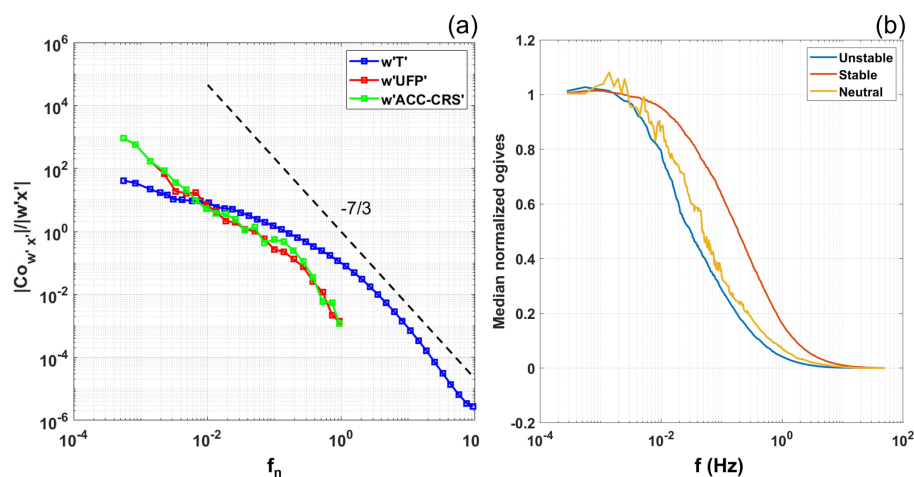 (a)
|Co_{w', x'}|/|w'x'|
10^6
10^4
10^2
10^0
10^-2
10^-4
10^-6
w'T'
w'UFP'
w'ACC-CRS'
-7/3
10^-4
10^-2
10^0
10
f_n
(b)
Median normalized ogives
1.2
1
0.8
0.6
0.4
0.2
0
-0.2
Unstable
Stable
Neutral
10^-4
10^-2
10^0
10^2
f (Hz)